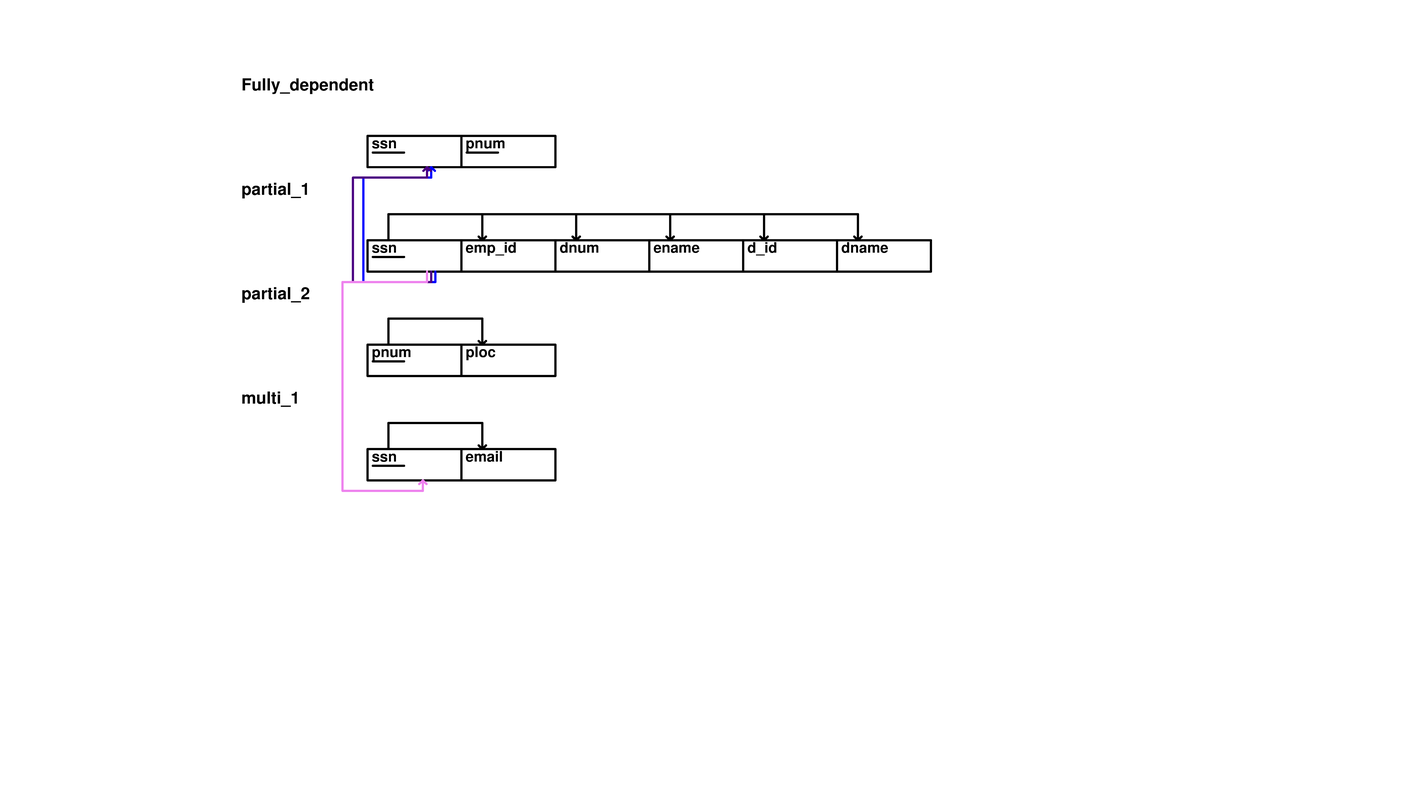 Fully_dependent
ssn pnum
partial_1
ssn emp_id dnum ename d_id dname
partial_2
pnum ploc
multi_1
ssn email